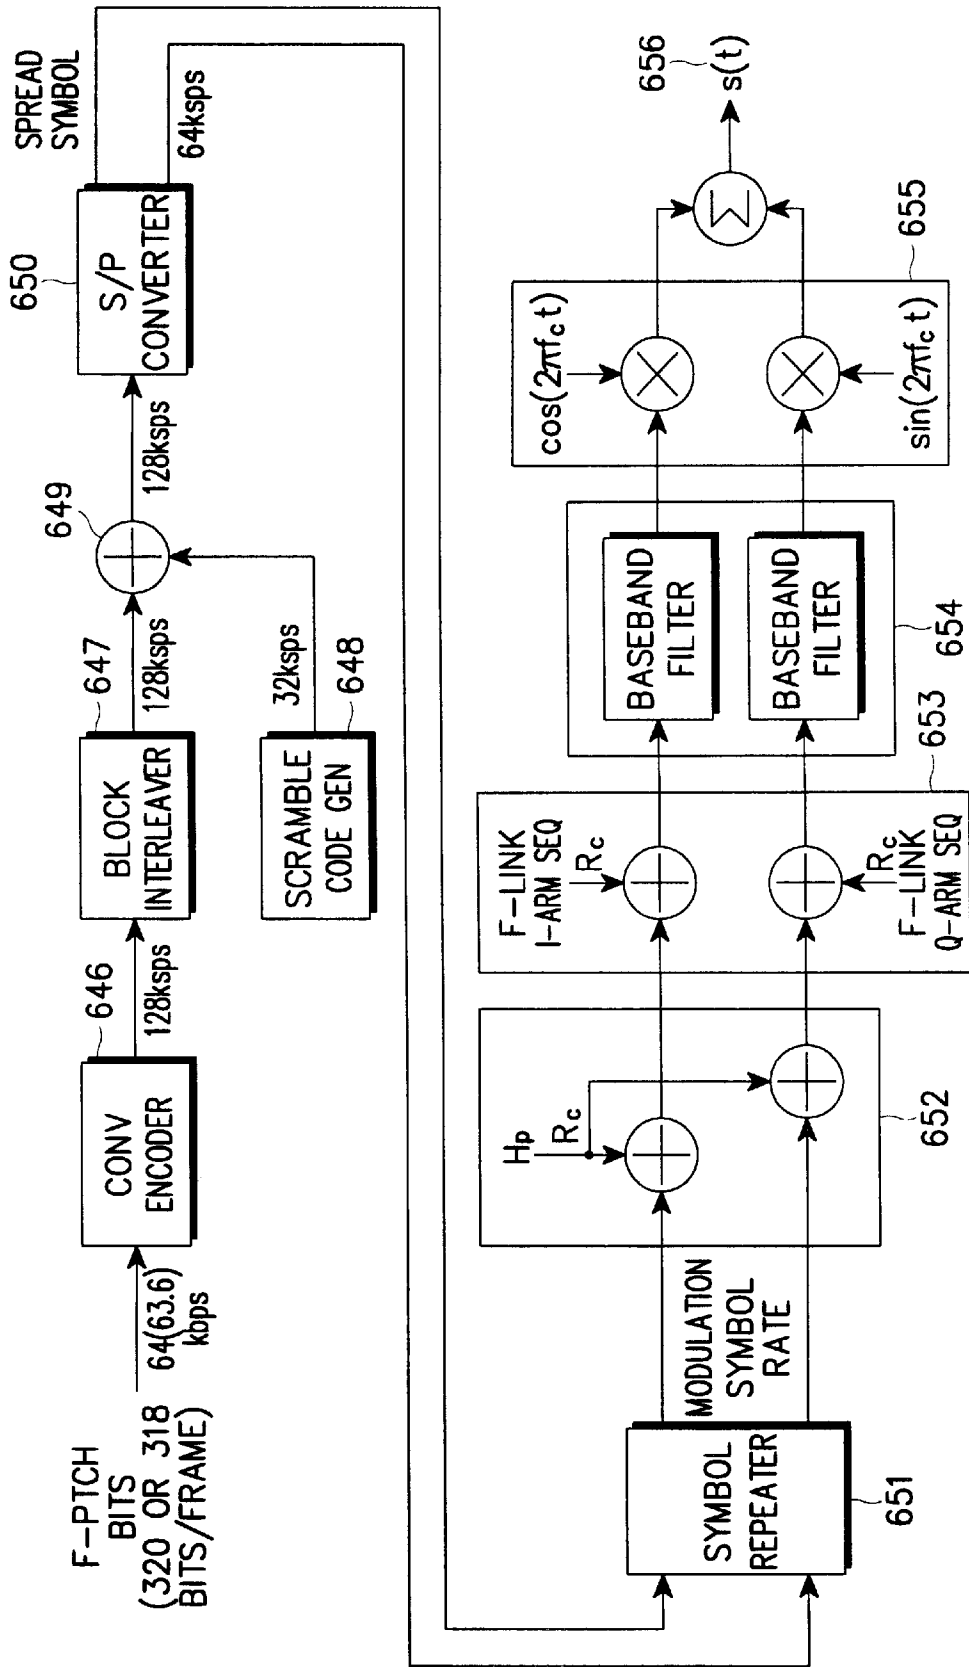 F-PTCH
BITS
(320 OR 318
BITS/FRAME)
64(63.6)
kbps
CONV
ENCODER
646
128ksps
BLOCK
INTERLEAVER
647
128ksps
SCRAMBLE
CODE GEN
648
32ksps
649
128ksps
S/P
CONVERTER
650
SPREAD
SYMBOL
64ksps
SYMBOL
REPEATER
651
MODULATION
SYMBOL
RATE
Hp
Rc
652
F-LINK
I-ARM SEQ
Rc
Rc
F-LINK
Q-ARM SEQ
653
BASEBAND
FILTER
BASEBAND
FILTER
654
cos(2πfc t)
sin(2πfc t)
655
Σ
656
s(t)